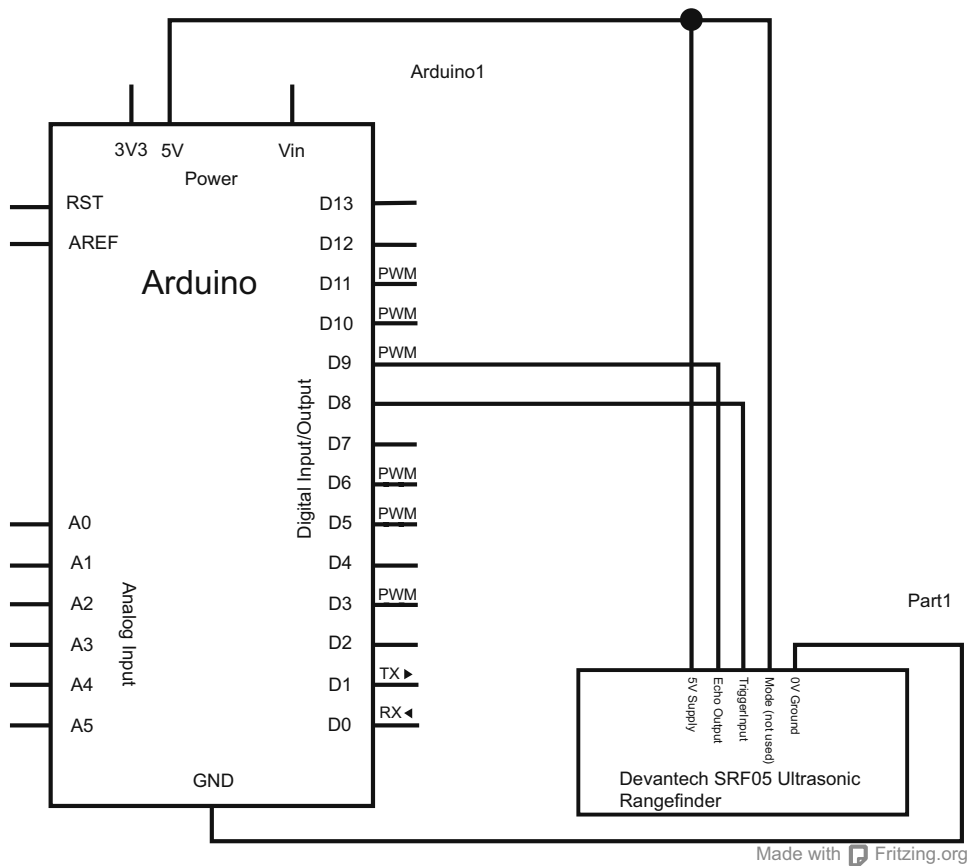 Arduino1
3V3 5V Vin
Power
RST
AREF
Arduino
D13
D12
D11 PWM
D10 PWM
D9 PWM
D8
D7
D6 PWM
D5 PWM
D4
D3 PWM
D2
D1 TX
D0 RX
Digital Input/Output
A0
A1
A2
A3
A4
A5
Analog Input
GND
Part1
5V Supply
Echo Output
TriggerInput
Mode (not used)
0V Ground
Devantech SRF05 Ultrasonic
Rangefinder
Made with Fritzing.org